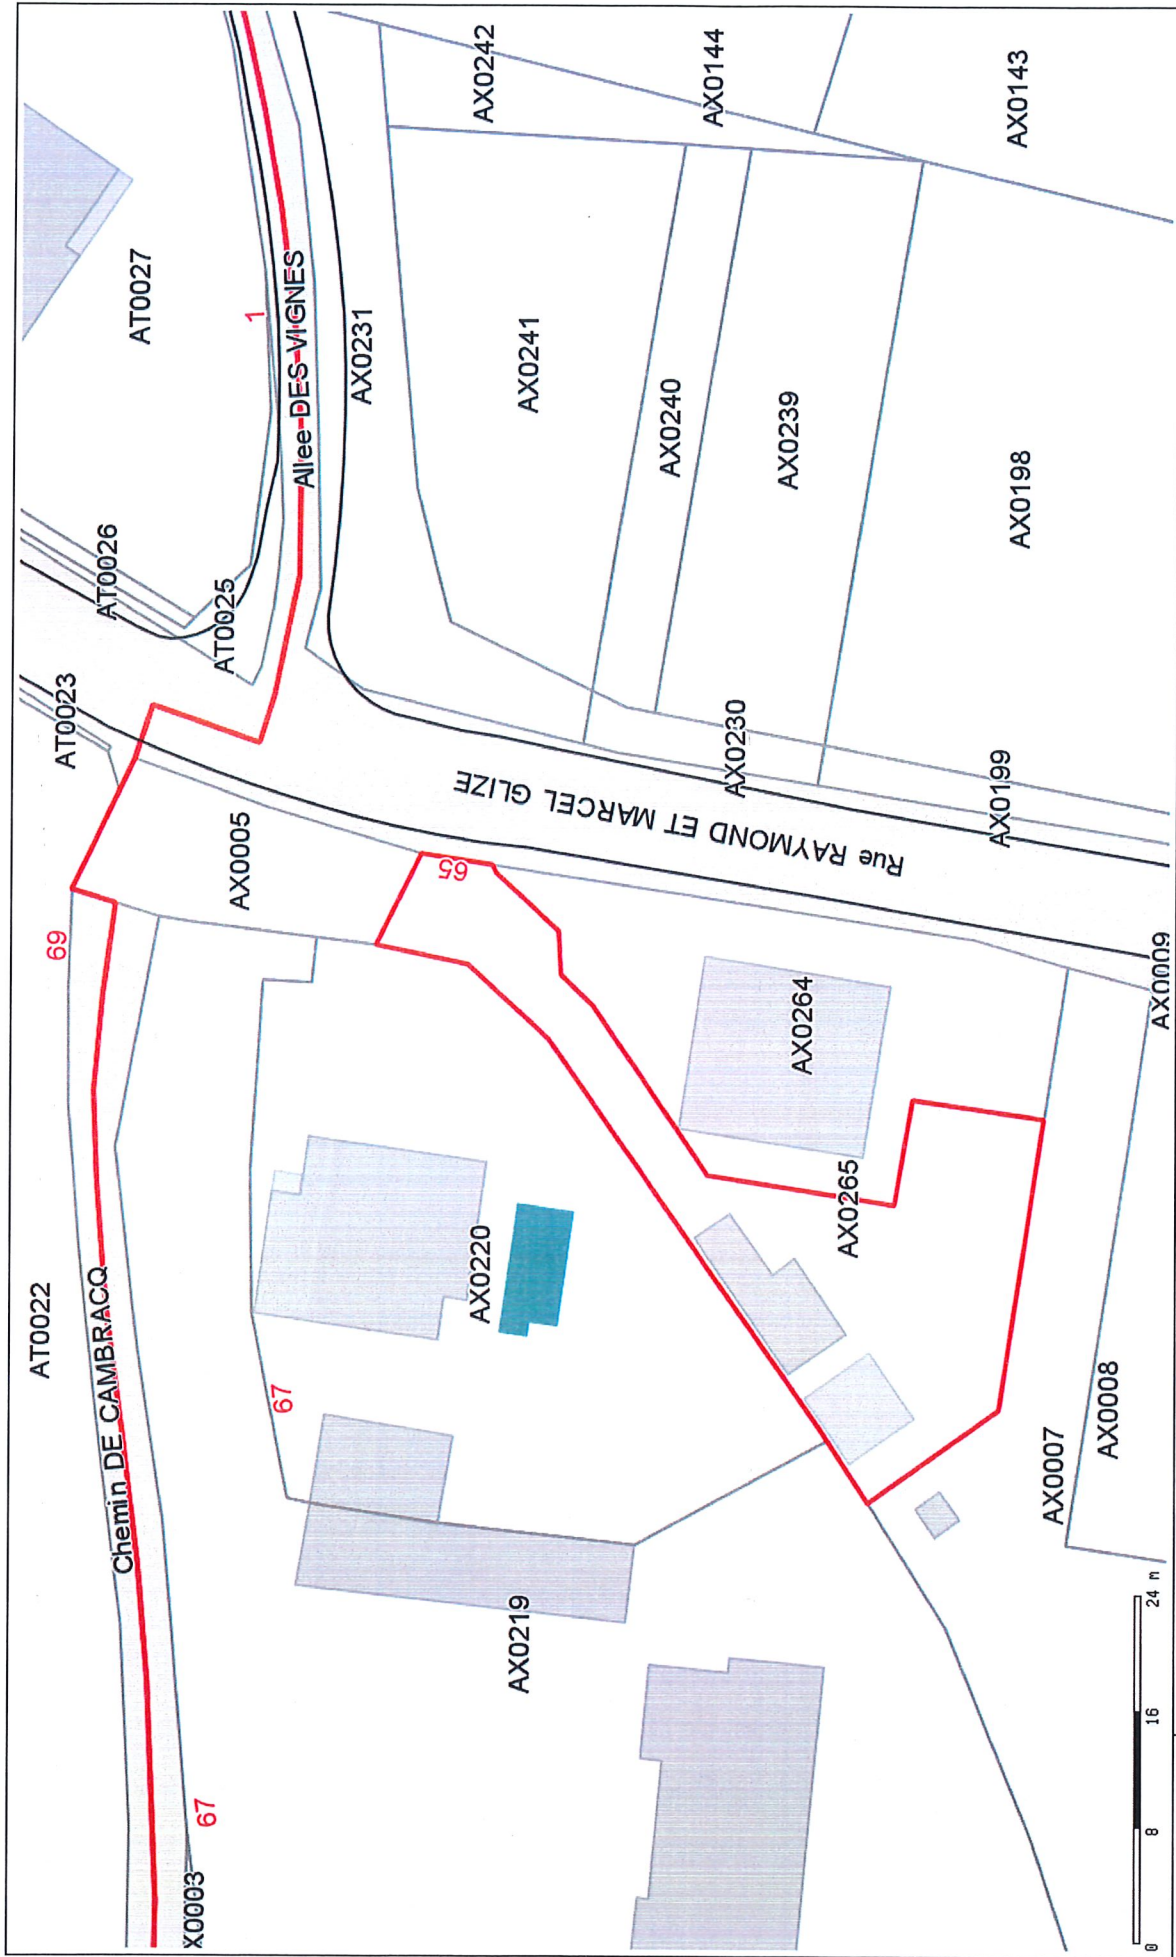 AX0242
AX0144
AX0143
AT0027
1
Allee DES VIGNES
AX0231
AX0241
AX0240
AX0239
AX0198
AT0026
AT0025
AT0023
AX0230
AX0199
Rue RAYMOND ET MARCEL GLIZE
AX0005
65
69
AX0009
AX0264
AX0265
AX0220
AT0022
Chemin DE CAMBRACQ
67
AX0007
AX0008
AX0219
67
X0003
0 8 16 24 m